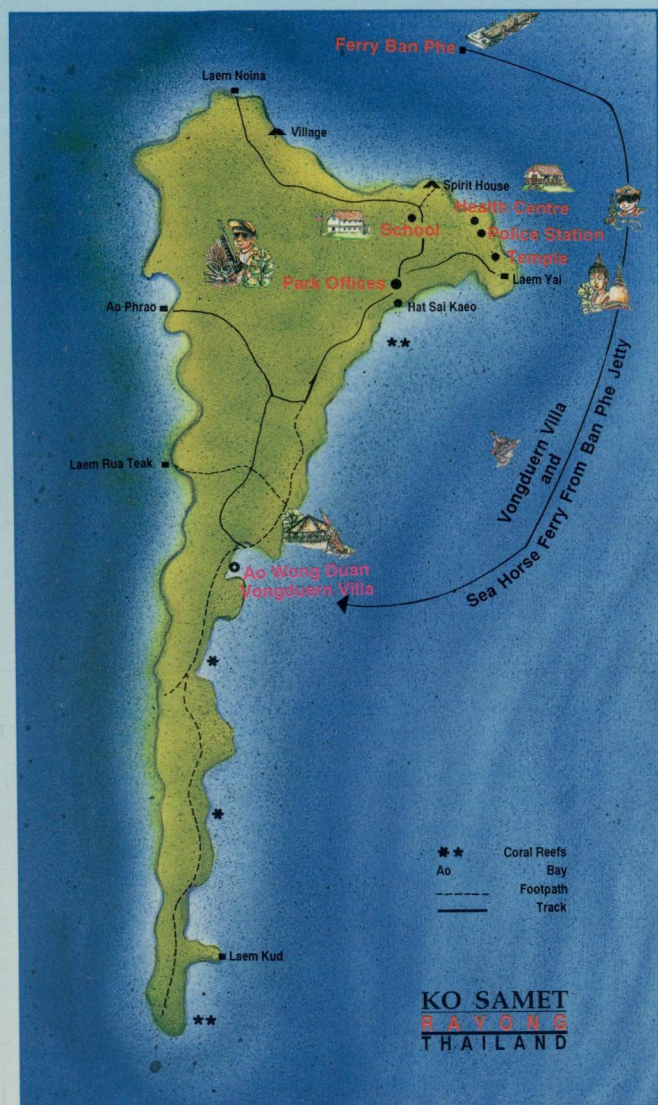 Ferry Ban Phe
Laem Noina
Village
Spirit House
Health Centre
School
Police Station
Temple
Park Offices
Laem Yai
Ao Phrao
Hat Sai Kaeo
Laem Rua Teak
Vongduern Villa
and
Sea Horse Ferry From Ban Phe Jetty
Ao Wong Duan
Vongduern Villa
** Coral Reefs
Ao Bay
Footpath
Track
Laem Kud
KO SAMET
RAYONG
THAILAND